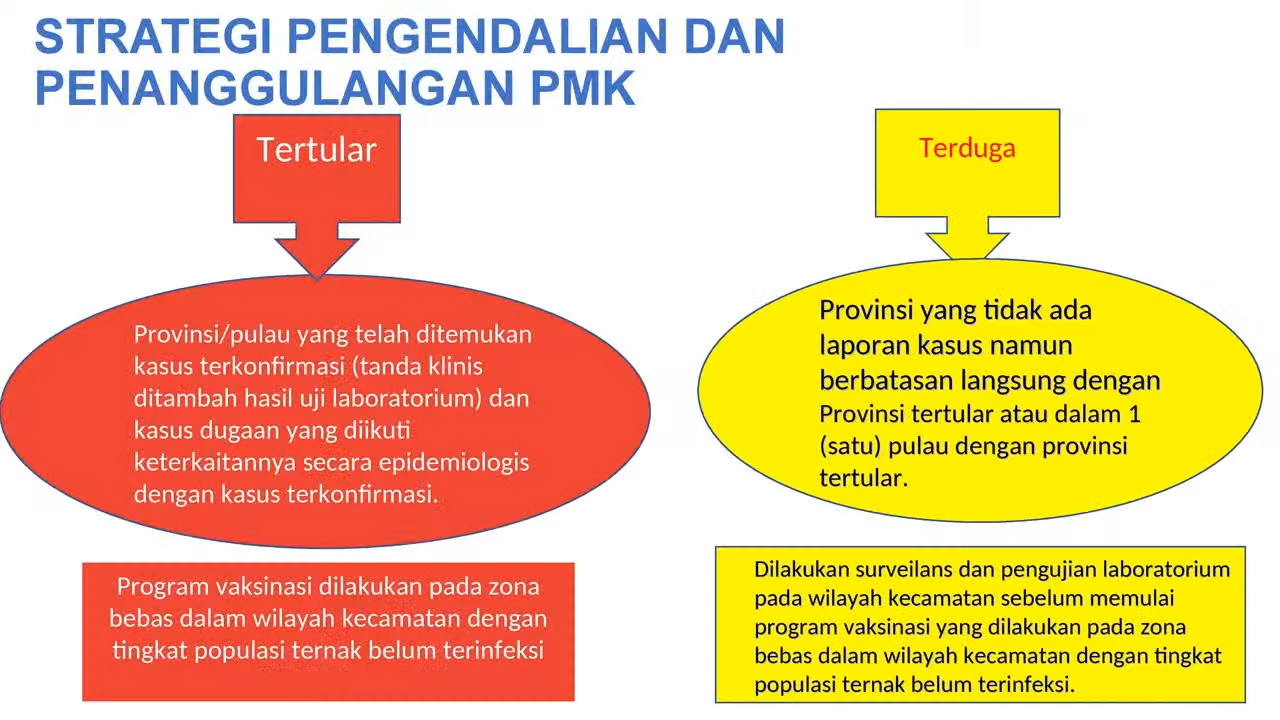 STRATEGI PENGENDALIAN DAN
PENANGGULANGAN PMK
Tertular
Provinsi/pulau yang telah ditemukan
kasus terkonfirmasi (tanda klinis
ditambah hasil uji laboratorium) dan
kasus dugaan yang diikuti
keterkaitannya secara epidemiologis
dengan kasus terkonfirmasi.
Program vaksinasi dilakukan pada zona
bebas dalam wilayah kecamatan dengan
tingkat populasi ternak belum terinfeksi
Terduga
Provinsi yang tidak ada
laporan kasus namun
berbatasan langsung dengan
Provinsi tertular atau dalam 1
(satu) pulau dengan provinsi
tertular.
Dilakukan surveilans dan pengujian laboratorium
pada wilayah kecamatan sebelum memulai
program vaksinasi yang dilakukan pada zona
bebas dalam wilayah kecamatan dengan tingkat
populasi ternak belum terinfeksi.